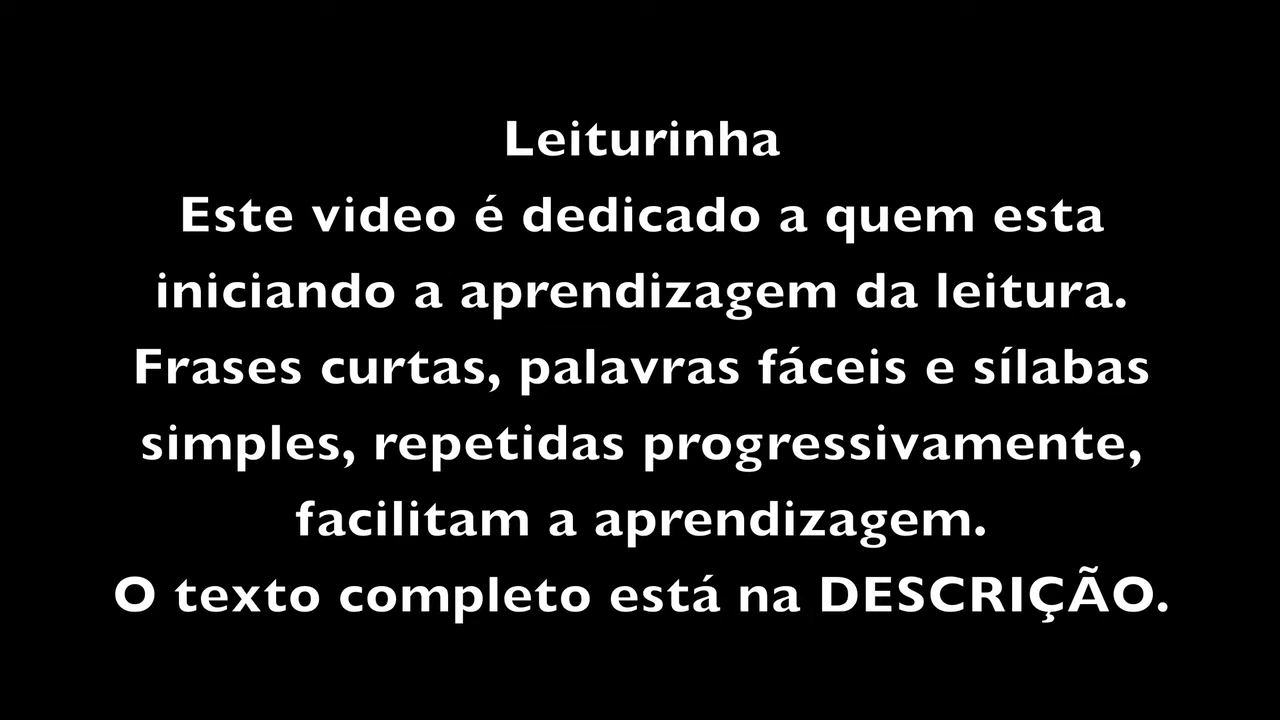 Leiturinha
Este video é dedicado a quem esta
iniciando a aprendizagem da leitura.
Frases curtas, palavras fáceis e sílabas
simples, repetidas progressivamente,
facilitam a aprendizagem.
O texto completo está na DESCRIÇÃO.